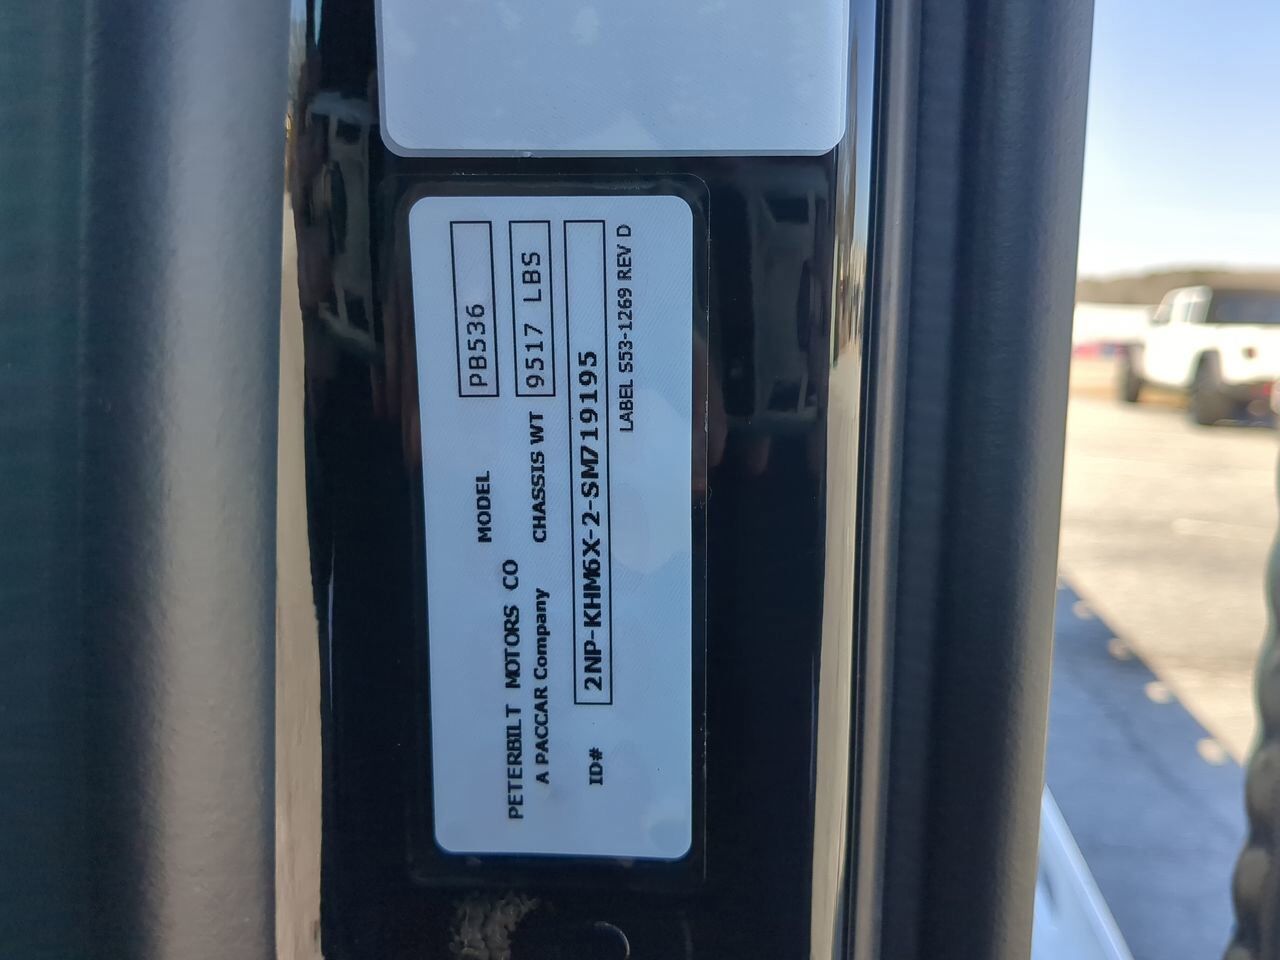 MODEL PB536
PETERBILT MOTORS CO
A PACCAR Company CHASSIS WT 9517 LBS
ID# 2NP-KHM6X-2-SM719195
LABEL S53-1269 REV D